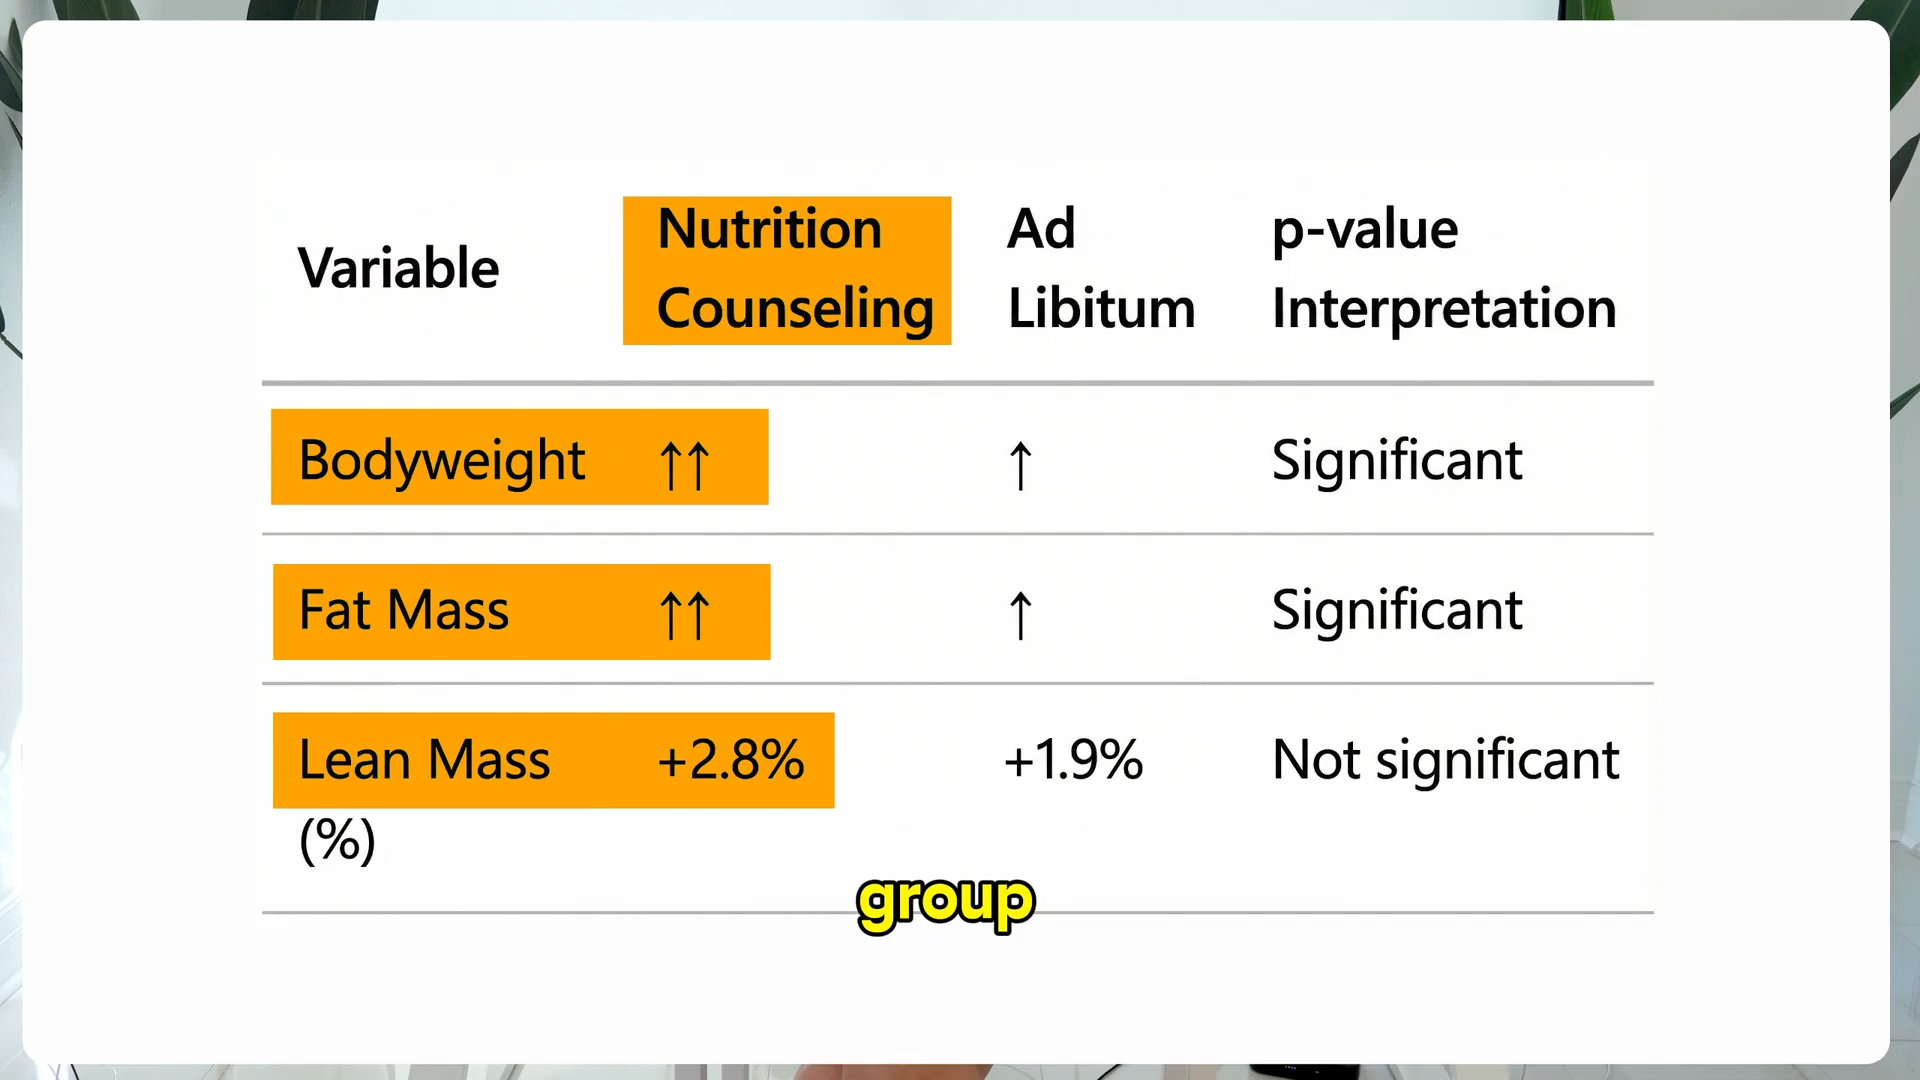 Variable Nutrition Counseling Ad Libitum p-value Interpretation
Bodyweight ↑↑ ↑ Significant
Fat Mass ↑↑ ↑ Significant
Lean Mass (%) +2.8% +1.9% Not significant
group